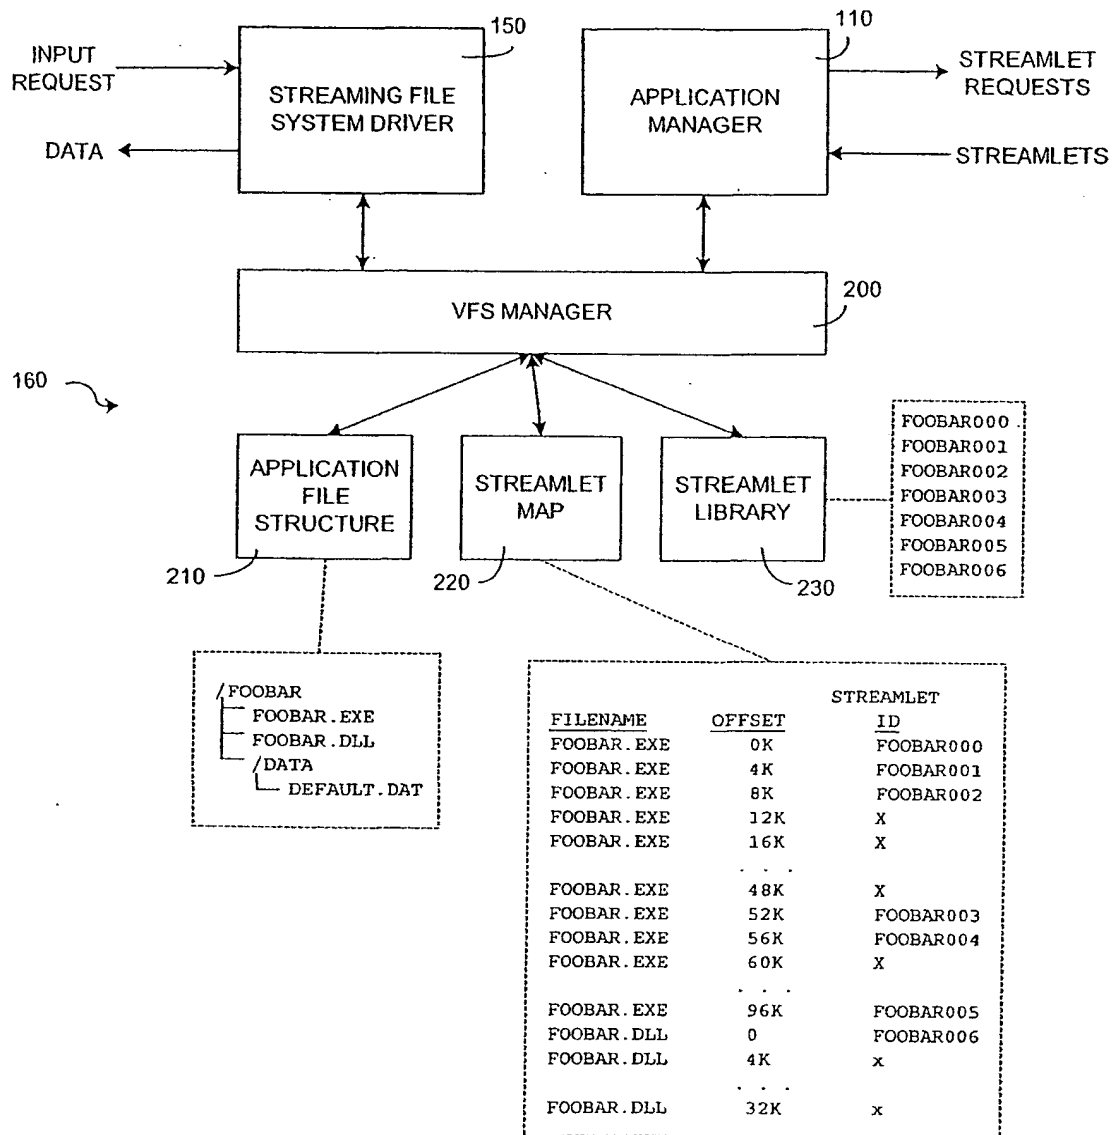 150
110
INPUT
REQUEST
DATA
STREAMING FILE
SYSTEM DRIVER
APPLICATION
MANAGER
STREAMLET
REQUESTS
STREAMLETS
VFS MANAGER
200
160
APPLICATION
FILE
STRUCTURE
210
STREAMLET
MAP
220
STREAMLET
LIBRARY
230
FOOBAR000
FOOBAR001
FOOBAR002
FOOBAR003
FOOBAR004
FOOBAR005
FOOBAR006
/FOOBAR
FOOBAR.EXE
FOOBAR.DLL
/DATA
DEFAULT.DAT
STREAMLET
FILENAME OFFSET ID
FOOBAR.EXE 0K FOOBAR000
FOOBAR.EXE 4K FOOBAR001
FOOBAR.EXE 8K FOOBAR002
FOOBAR.EXE 12K X
FOOBAR.EXE 16K X
. . .
FOOBAR.EXE 48K X
FOOBAR.EXE 52K FOOBAR003
FOOBAR.EXE 56K FOOBAR004
FOOBAR.EXE 60K X
. . .
FOOBAR.EXE 96K FOOBAR005
FOOBAR.DLL 0 FOOBAR006
FOOBAR.DLL 4K x
. . .
FOOBAR.DLL 32K x